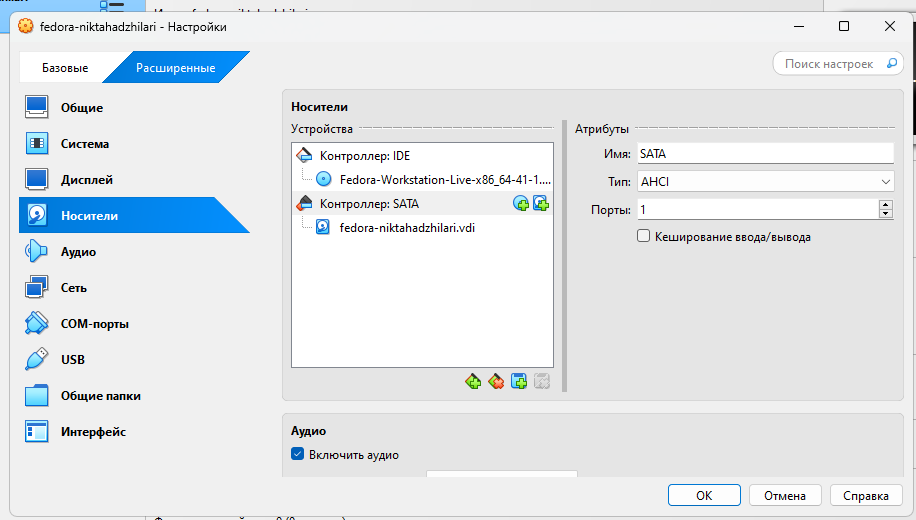 fedora-niktahadzhilari - Настройки
Базовые
Расширенные
Поиск настроек
Общие
Система
Дисплей
Носители
Аудио
Сеть
COM-порты
USB
Общие папки
Интерфейс
Носители
Устройства
Контроллер: IDE
Fedora-Workstation-Live-x86_64-41-1....
Контроллер: SATA
fedora-niktahadzhilari.vdi
Атрибуты
Имя: SATA
Тип: AHCI
Порты: 1
Кеширование ввода/вывода
Аудио
Включить аудио
OK
Отмена
Справка